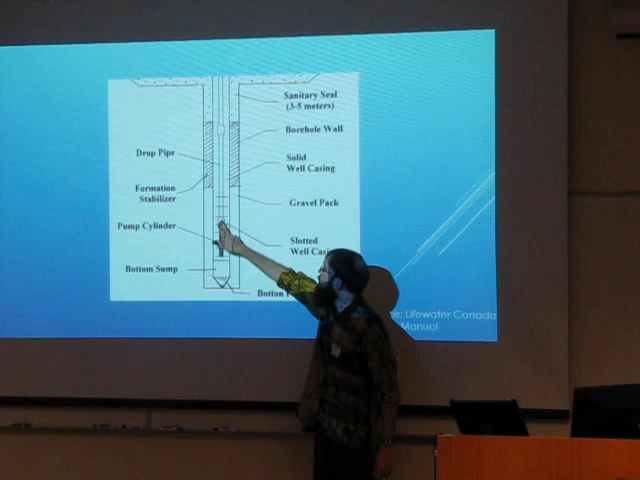 Sanitary Seal
(3-5 meters)
Borehole Wall
Drop Pipe
Solid
Well Casing
Formation
Stabilizer
Gravel Pack
Pump Cylinder
Slotted
Well
Bottom Sump
Lifewater Canada
Manual